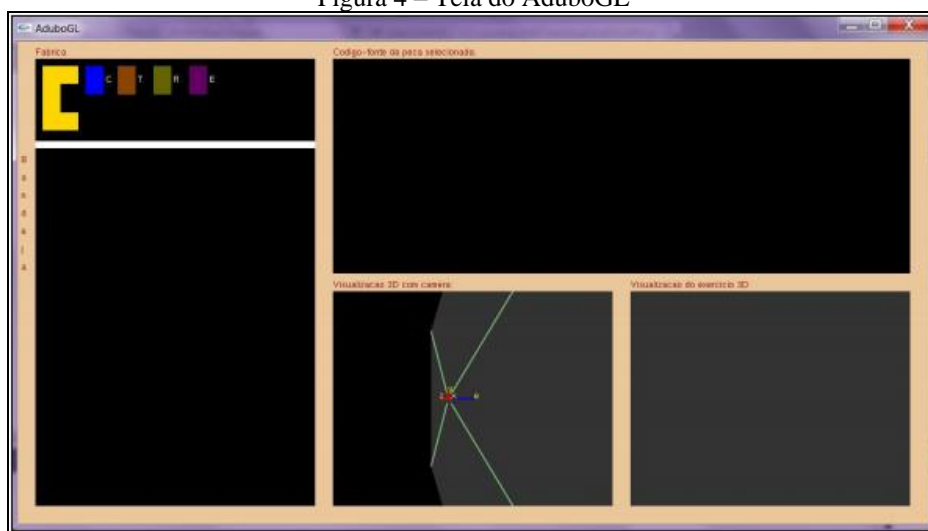 Figura 4 – Tela do AduboGL
AduboGL
Fabrica
Codigo-fonte da peca selecionada:
C T R E
B
a
n
d
e
j
a
Visualizacao 3D com camera:
Visualizacao do exercicio 3D